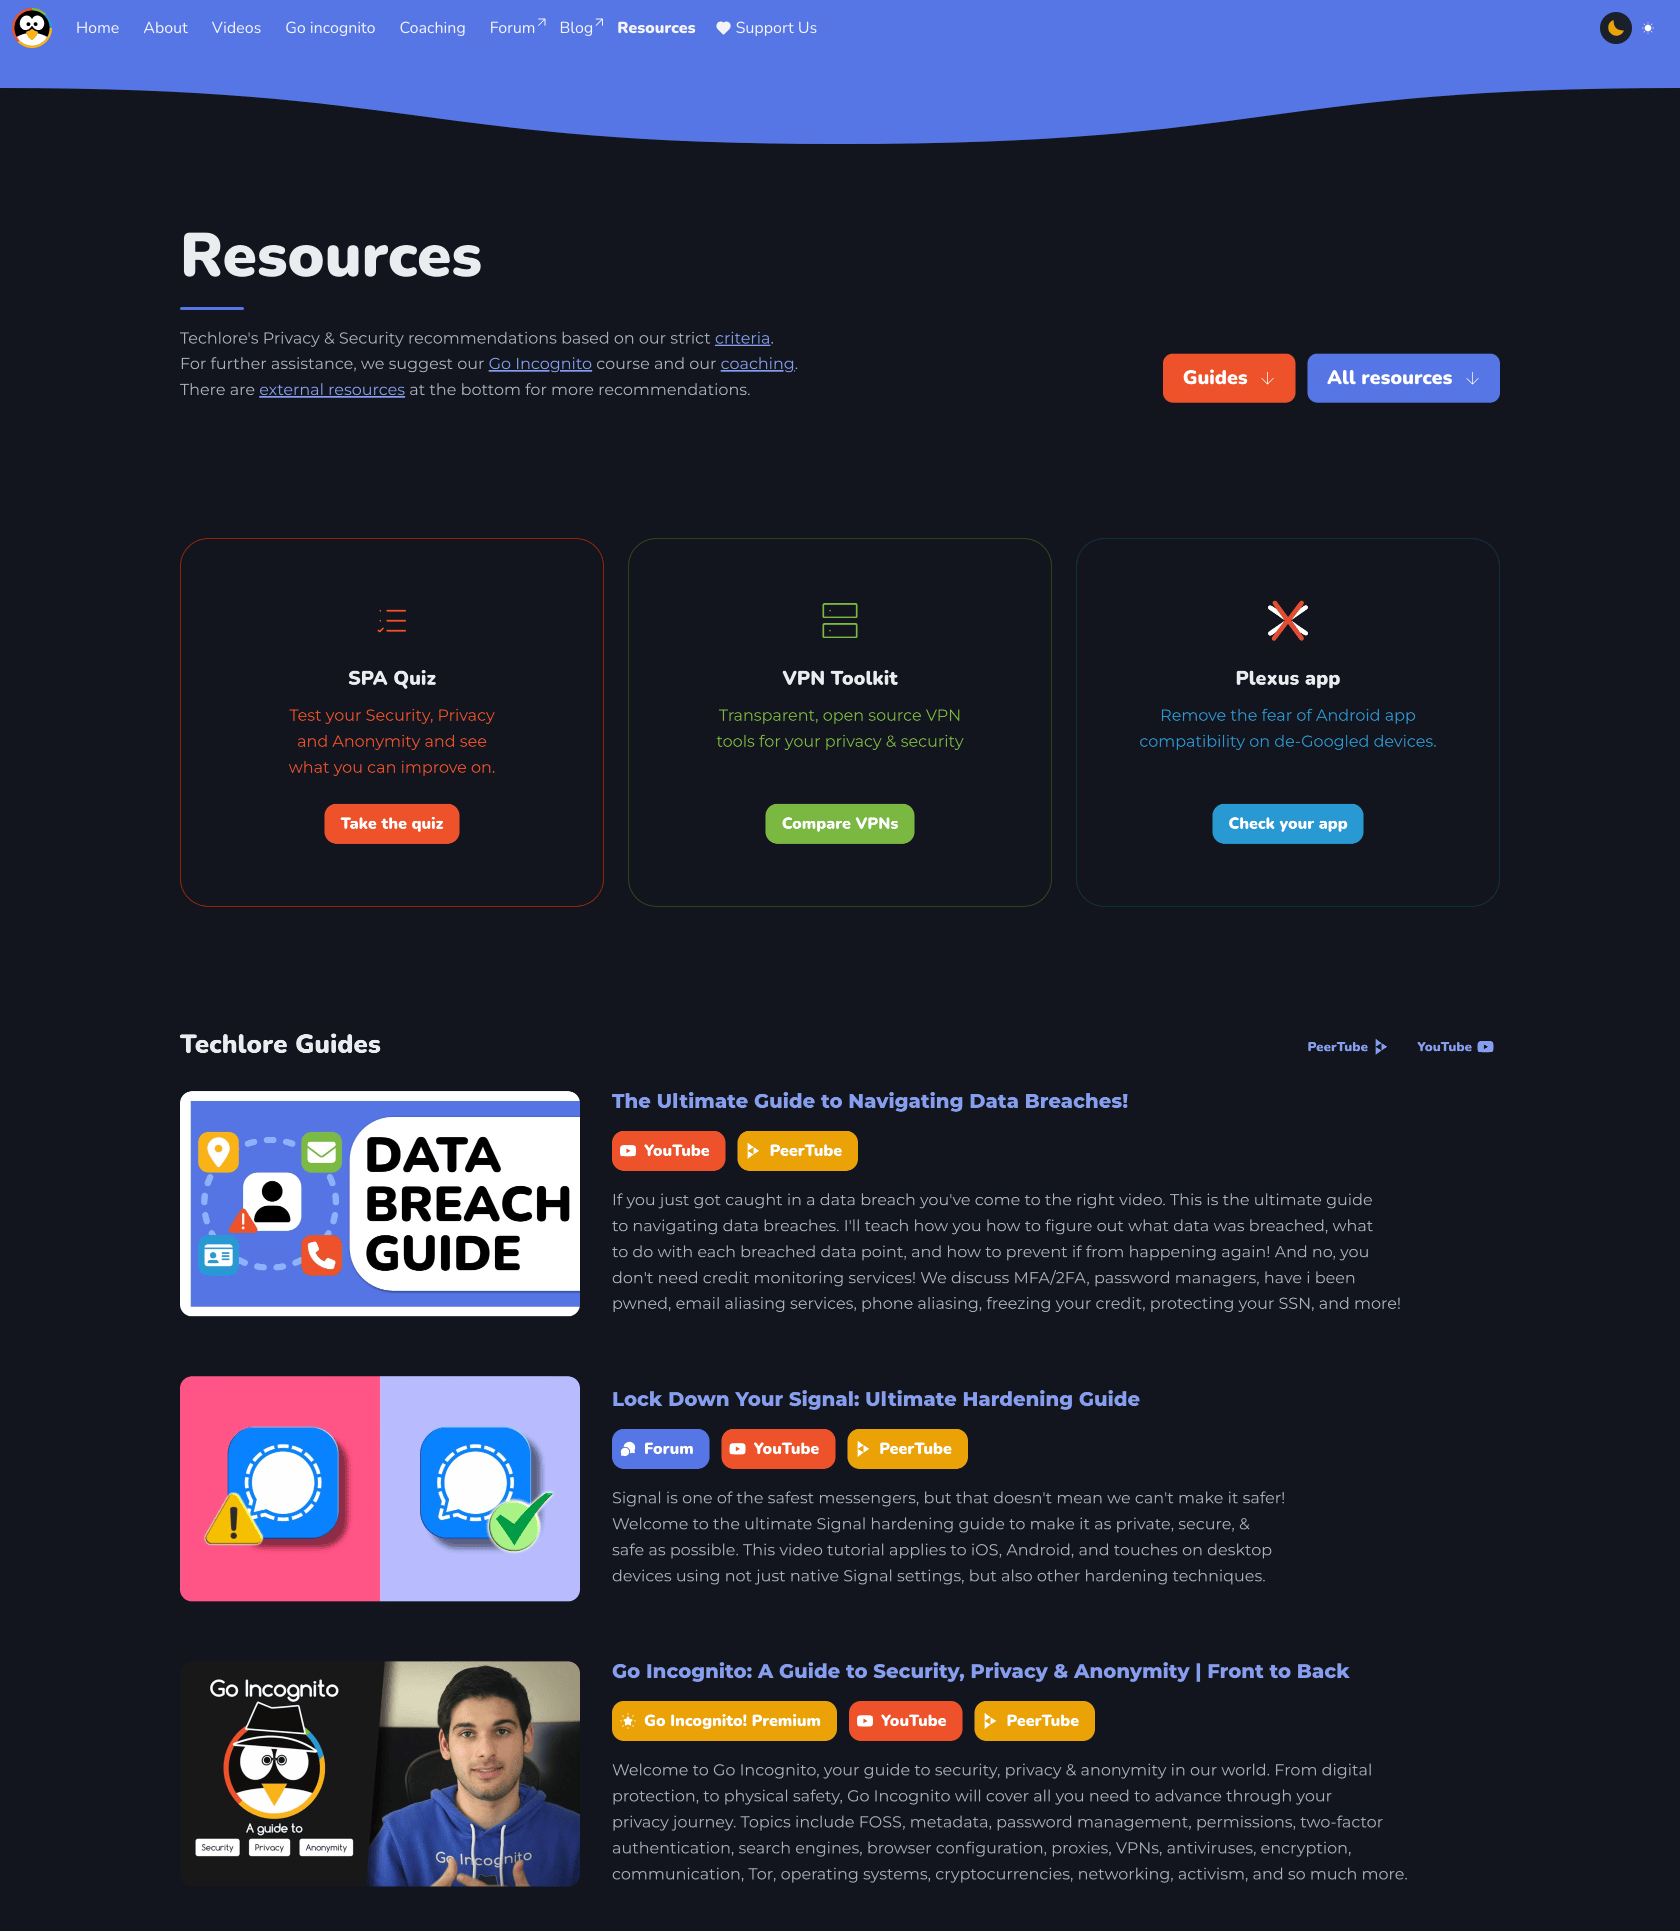 Home About Videos Go incognito Coaching Forum Blog Resources Support Us
Resources
Techlore's Privacy & Security recommendations based on our strict criteria.
For further assistance, we suggest our Go Incognito course and our coaching.
There are external resources at the bottom for more recommendations.
Guides
All resources
SPA Quiz
Test your Security, Privacy
and Anonymity and see
what you can improve on.
Take the quiz
VPN Toolkit
Transparent, open source VPN
tools for your privacy & security
Compare VPNs
Plexus app
Remove the fear of Android app
compatibility on de-Googled devices.
Check your app
Techlore Guides
PeerTube
YouTube
DATA
BREACH
GUIDE
The Ultimate Guide to Navigating Data Breaches!
YouTube
PeerTube
If you just got caught in a data breach you've come to the right video. This is the ultimate guide
to navigating data breaches. I'll teach how you how to figure out what data was breached, what
to do with each breached data point, and how to prevent if from happening again! And no, you
don't need credit monitoring services! We discuss MFA/2FA, password managers, have i been
pwned, email aliasing services, phone aliasing, freezing your credit, protecting your SSN, and more!
Lock Down Your Signal: Ultimate Hardening Guide
Forum
YouTube
PeerTube
Signal is one of the safest messengers, but that doesn't mean we can't make it safer!
Welcome to the ultimate Signal hardening guide to make it as private, secure, &
safe as possible. This video tutorial applies to iOS, Android, and touches on desktop
devices using not just native Signal settings, but also other hardening techniques.
Go Incognito
A guide to
Security
Privacy
Anonymity
Go Incognito
Go Incognito: A Guide to Security, Privacy & Anonymity | Front to Back
Go Incognito! Premium
YouTube
PeerTube
Welcome to Go Incognito, your guide to security, privacy & anonymity in our world. From digital
protection, to physical safety, Go Incognito will cover all you need to advance through your
privacy journey. Topics include FOSS, metadata, password management, permissions, two-factor
authentication, search engines, browser configuration, proxies, VPNs, antiviruses, encryption,
communication, Tor, operating systems, cryptocurrencies, networking, activism, and so much more.